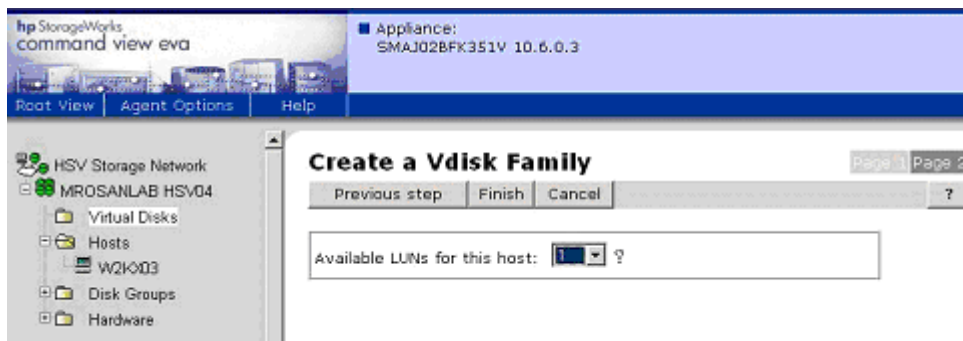 hp StorageWorks
command view eva
Appliance:
SMAJ02BFK351V 10.6.0.3
Root View Agent Options Help
HSV Storage Network
MROSANLAB HSV04
Virtual Disks
Hosts
Disk Groups
Hardware
Create a Vdisk Family
Page 1 Page 2
Previous step Finish Cancel ?
Available LUNs for this host: 1 ?